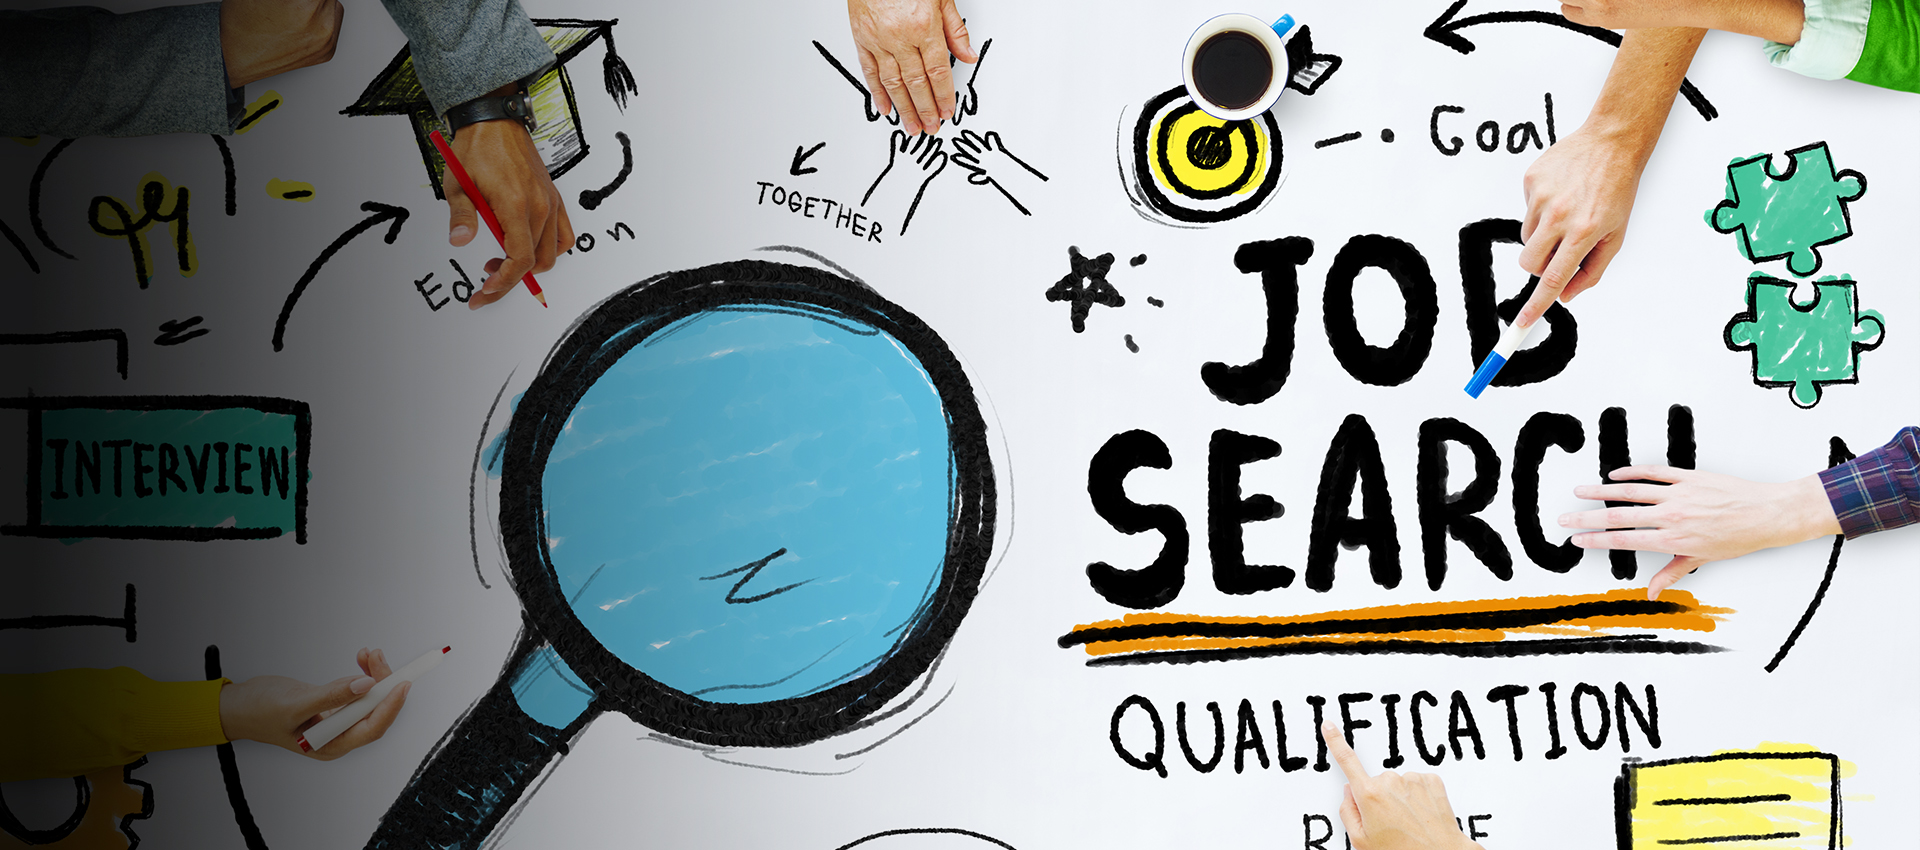 Goal
TOGETHER
JOB
SEARCH
INTERVIEW
QUALIFICATION